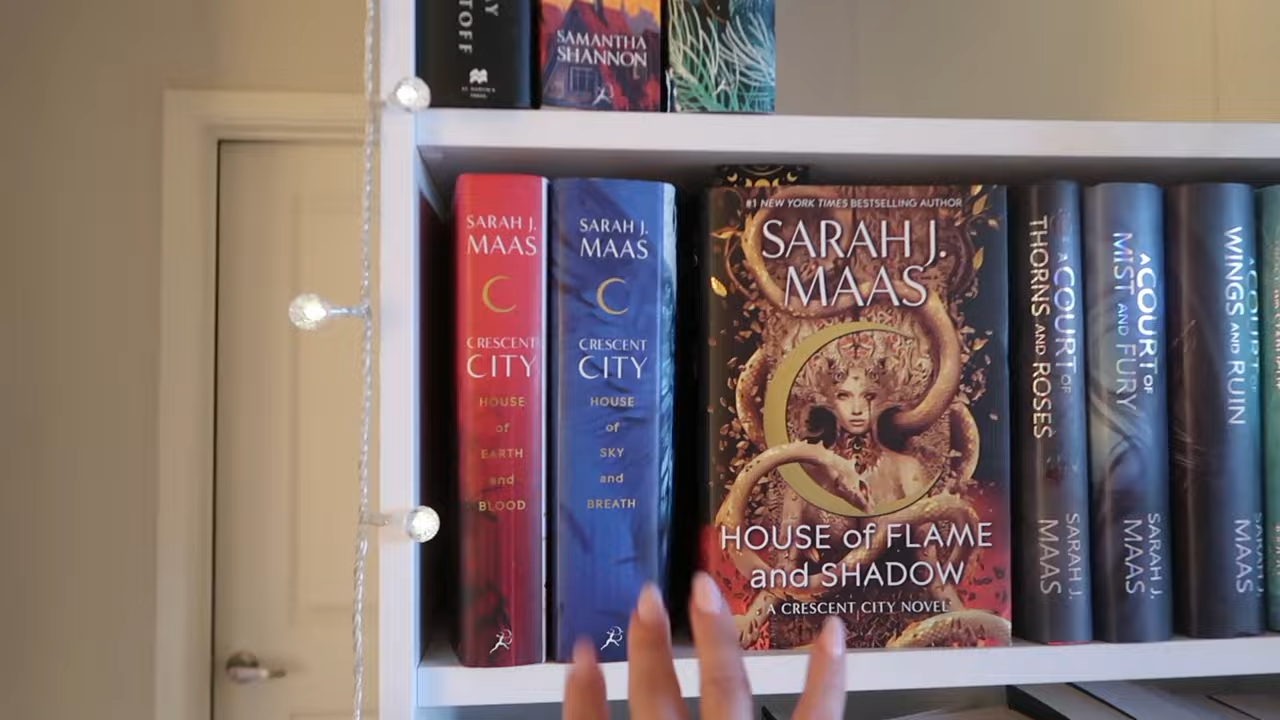 AY
TOFF
SAMANTHA
SHANNON
SARAH J.
MAAS
CRESCENT
CITY
HOUSE
of
EARTH
and
BLOOD
SARAH J.
MAAS
CRESCENT
CITY
HOUSE
of
SKY
and
BREATH
#1 NEW YORK TIMES BESTSELLING AUTHOR
SARAH J.
MAAS
HOUSE of FLAME
and SHADOW
A CRESCENT CITY NOVEL
A COURT OF
THORNS AND ROSES
SARAH J.
MAAS
A COURT OF
MIST AND FURY
SARAH J.
MAAS
A COURT OF
WINGS AND RUIN
SARAH J.
MAAS